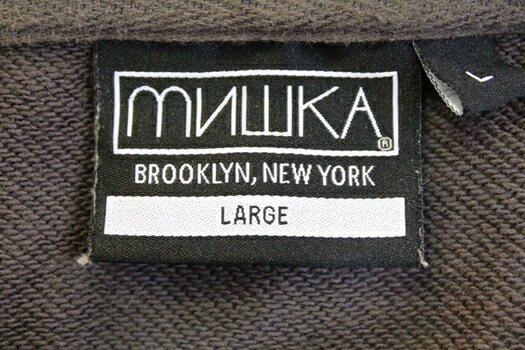 мишка®
BROOKLYN, NEW YORK
LARGE
L